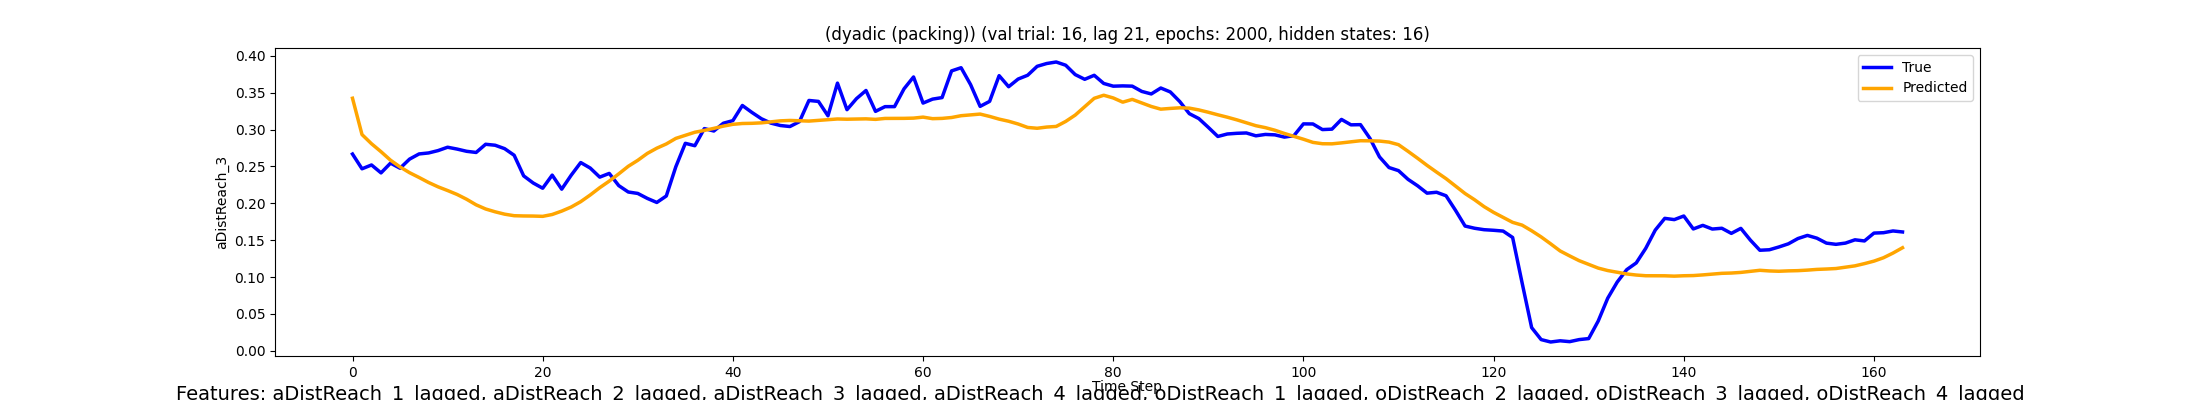 (dyadic (packing)) (val trial: 16, lag 21, epochs: 2000, hidden states: 16)
0.40
0.35
0.30
0.25
0.20
0.15
0.10
0.05
0.00
aDistReach_3
True
Predicted
0 20 40 60 80 100 120 140 160
Time Step
Features: aDistReach_1_lagged, aDistReach_2_lagged, aDistReach_3_lagged, aDistReach_4_lagged, oDistReach_1_lagged, oDistReach_2_lagged, oDistReach_3_lagged, oDistReach_4_lagged